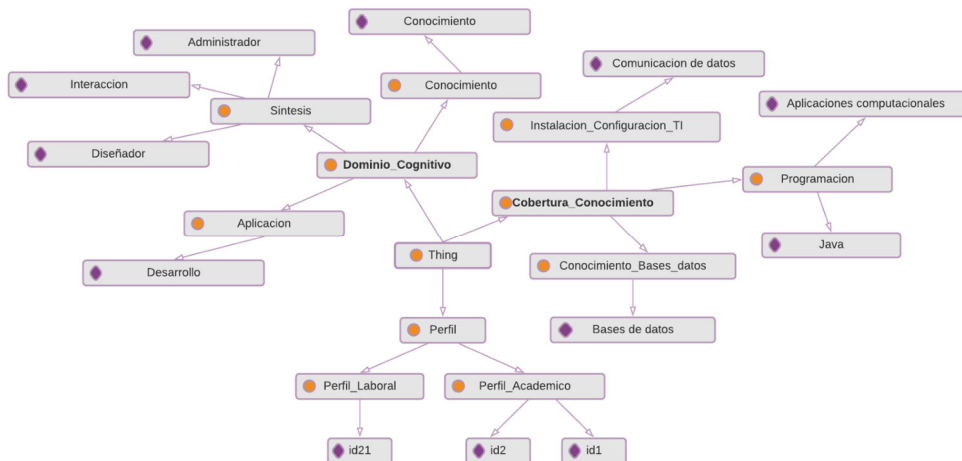 Conocimiento
Administrador
Comunicacion de datos
Interaccion
Conocimiento
Aplicaciones computacionales
Sintesis
Instalacion_Configuracion_TI
Diseñador
Dominio_Cognitivo
Programacion
Cobertura_Conocimiento
Aplicacion
Java
Thing
Conocimiento_Bases_datos
Desarrollo
Perfil
Bases de datos
Perfil_Laboral
Perfil_Academico
id21
id2
id1